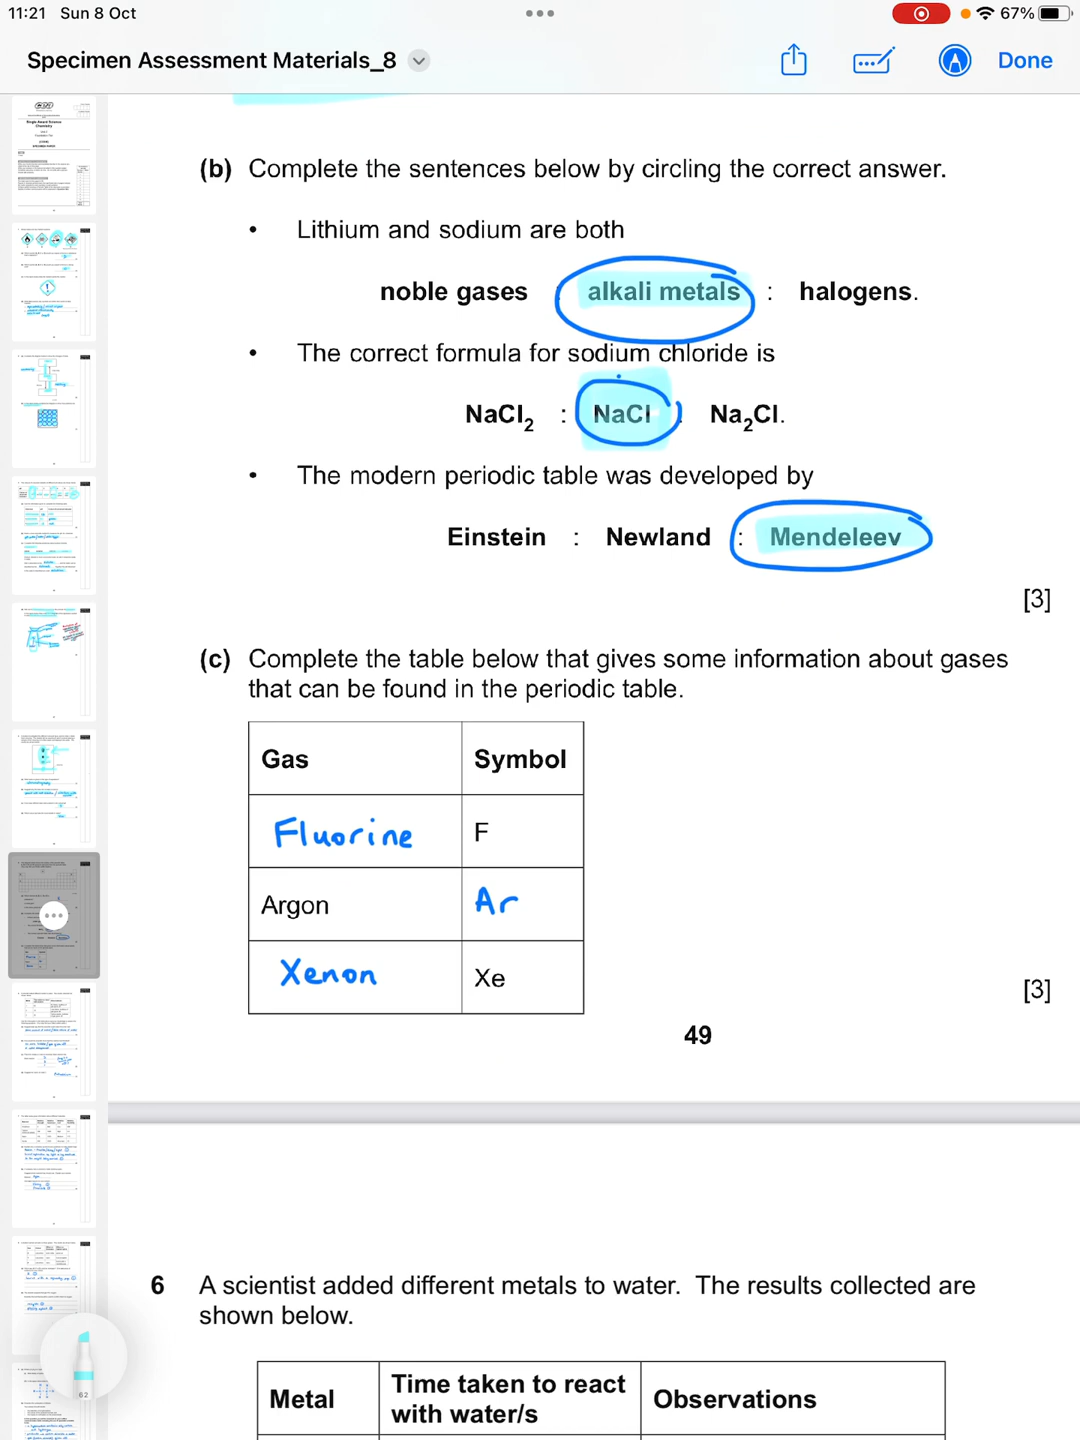 11:21 Sun 8 Oct
67%
Specimen Assessment Materials_8
Done
(b) Complete the sentences below by circling the correct answer.
• Lithium and sodium are both
noble gases alkali metals : halogens.
• The correct formula for sodium chloride is
NaCl₂ : NaCl : Na₂Cl.
• The modern periodic table was developed by
Einstein : Newland : Mendeleev
[3]
(c) Complete the table below that gives some information about gases
that can be found in the periodic table.
Gas Symbol
Fluorine F
Argon Ar
Xenon Xe
[3]
49
6 A scientist added different metals to water. The results collected are
shown below.
Metal Time taken to react with water/s Observations
62